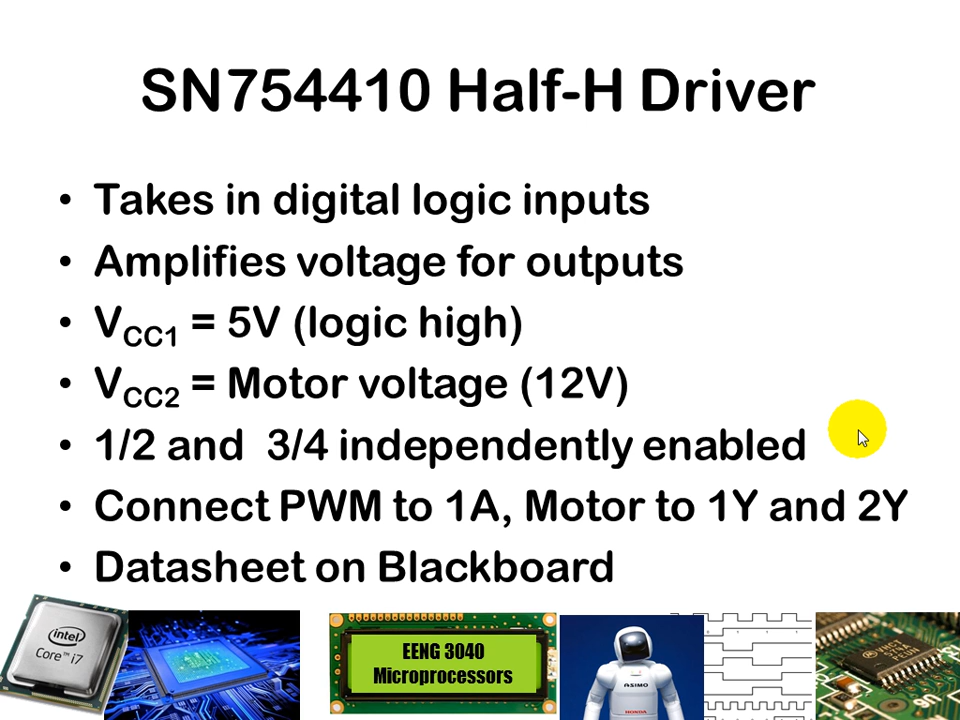 SN754410 Half-H Driver
• Takes in digital logic inputs
• Amplifies voltage for outputs
• VCC1 = 5V (logic high)
• VCC2 = Motor voltage (12V)
• 1/2 and 3/4 independently enabled
• Connect PWM to 1A, Motor to 1Y and 2Y
• Datasheet on Blackboard
intel
Core™ i7
EENG 3040
Microprocessors
ASIMO
HONDA